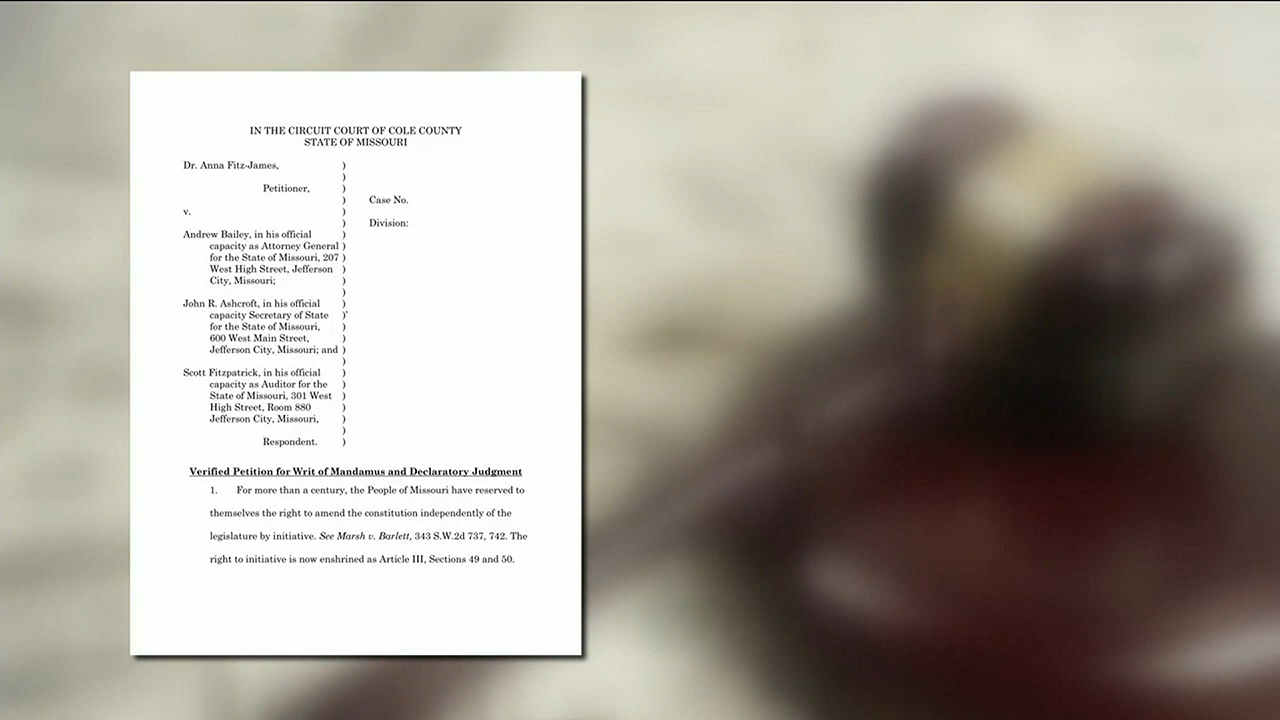 IN THE CIRCUIT COURT OF COLE COUNTY
STATE OF MISSOURI
Dr. Anna Fitz-James, )
)
Petitioner, )
) Case No.
v. )
) Division:
Andrew Bailey, in his official )
capacity as Attorney General )
for the State of Missouri, 207 )
West High Street, Jefferson )
City, Missouri; )
)
John R. Ashcroft, in his official )
capacity Secretary of State )
for the State of Missouri, )
600 West Main Street, )
Jefferson City, Missouri; and )
)
Scott Fitzpatrick, in his official )
capacity as Auditor for the )
State of Missouri, 301 West )
High Street, Room 880 )
Jefferson City, Missouri, )
)
Respondent. )
Verified Petition for Writ of Mandamus and Declaratory Judgment
1. For more than a century, the People of Missouri have reserved to
themselves the right to amend the constitution independently of the
legislature by initiative. See Marsh v. Barlett, 343 S.W.2d 737, 742. The
right to initiative is now enshrined as Article III, Sections 49 and 50.